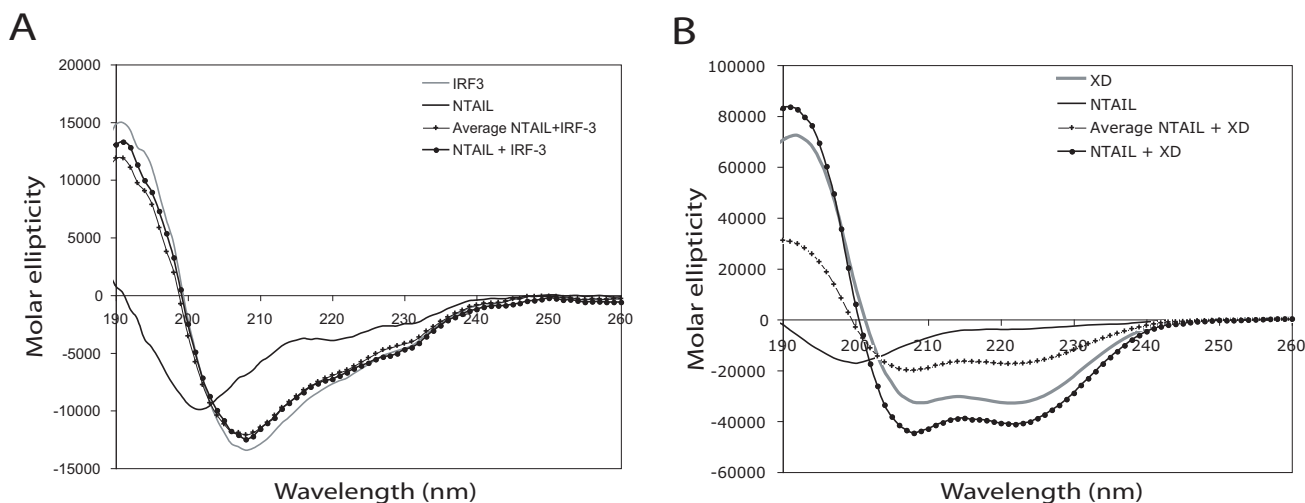 A
20000
15000
10000
5000
0
-5000
-10000
-15000
190 200 210 220 230 240 250 260
Molar ellipticity
Wavelength (nm)
IRF3
NTAIL
Average NTAIL+IRF-3
NTAIL + IRF-3
B
100000
80000
60000
40000
20000
0
-20000
-40000
-60000
190 200 210 220 230 240 250 260
Molar ellipticity
Wavelength (nm)
XD
NTAIL
Average NTAIL + XD
NTAIL + XD